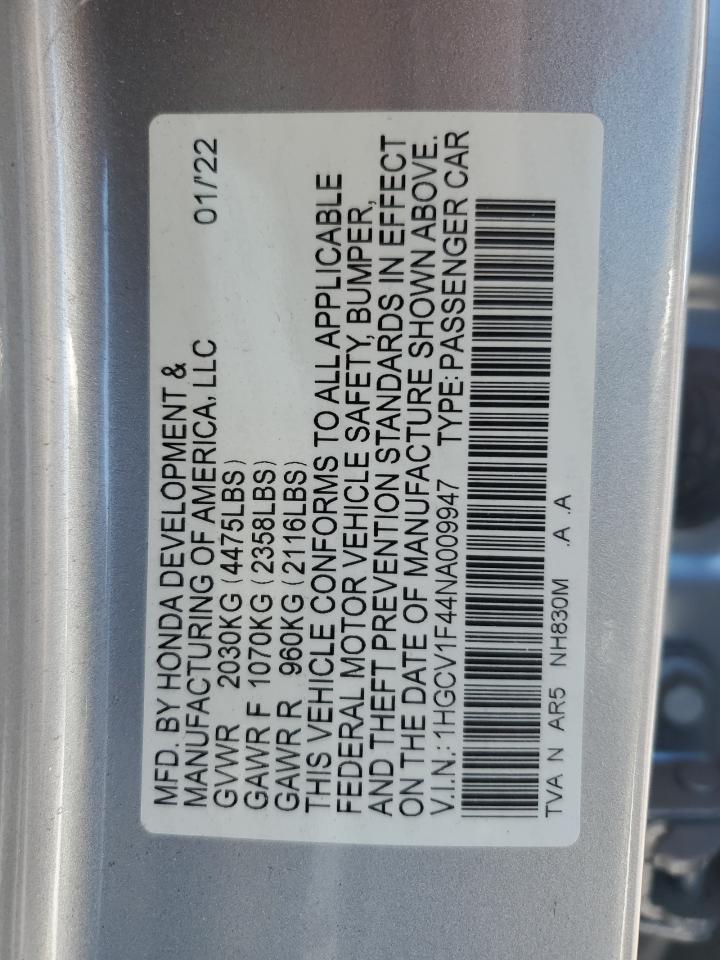 MFD. BY HONDA DEVELOPMENT &
MANUFACTURING OF AMERICA, LLC 01/'22
GVWR 2030KG (4475LBS)
GAWR F 1070KG (2358LBS)
GAWR R 960KG (2116LBS)
THIS VEHICLE CONFORMS TO ALL APPLICABLE
FEDERAL MOTOR VEHICLE SAFETY, BUMPER,
AND THEFT PREVENTION STANDARDS IN EFFECT
ON THE DATE OF MANUFACTURE SHOWN ABOVE.
V.I.N.: 1HGCV1F44NA009947 TYPE: PASSENGER CAR
TVA N AR5 NH830M .A .A